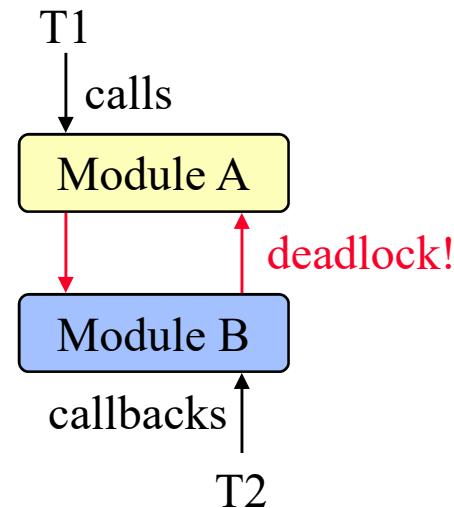 T1
calls
Module A
deadlock!
Module B
callbacks
T2